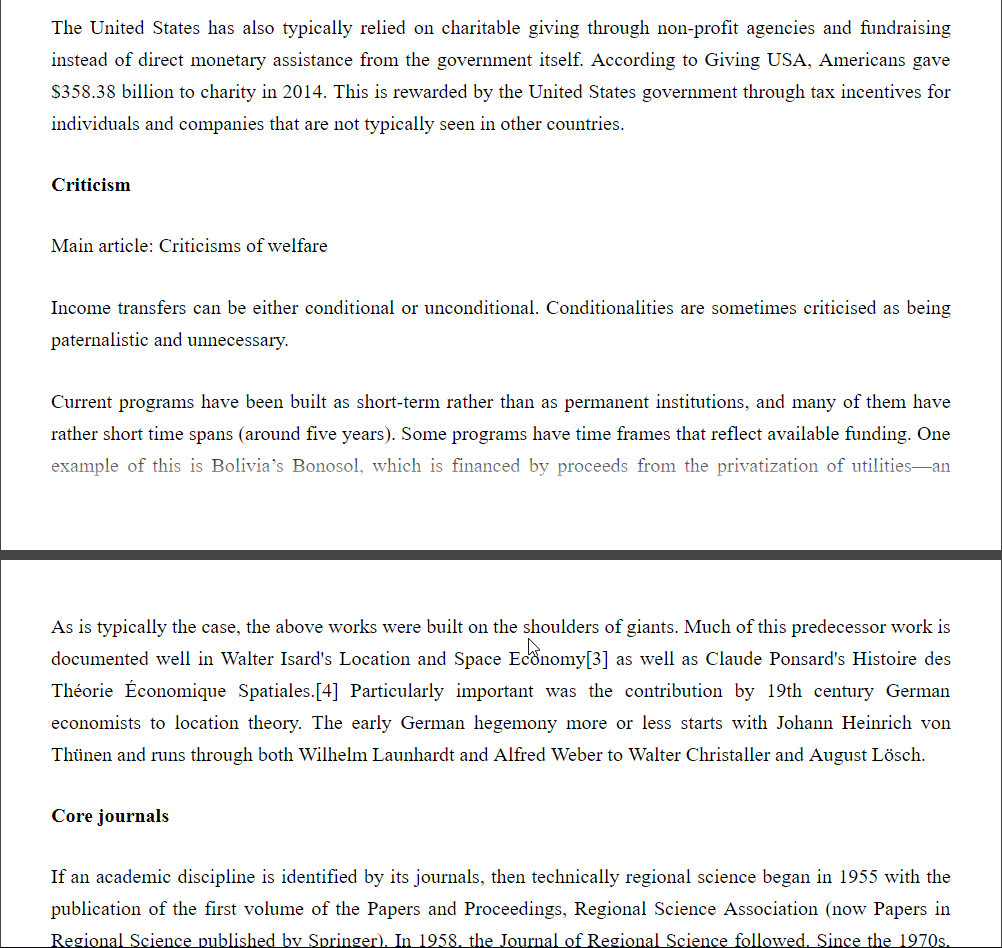 The United States has also typically relied on charitable giving through non-profit agencies and fundraising
instead of direct monetary assistance from the government itself. According to Giving USA, Americans gave
$358.38 billion to charity in 2014. This is rewarded by the United States government through tax incentives for
individuals and companies that are not typically seen in other countries.
Criticism
Main article: Criticisms of welfare
Income transfers can be either conditional or unconditional. Conditionalities are sometimes criticised as being
paternalistic and unnecessary.
Current programs have been built as short-term rather than as permanent institutions, and many of them have
rather short time spans (around five years). Some programs have time frames that reflect available funding. One
example of this is Bolivia’s Bonosol, which is financed by proceeds from the privatization of utilities—an
As is typically the case, the above works were built on the shoulders of giants. Much of this predecessor work is
documented well in Walter Isard's Location and Space Economy[3] as well as Claude Ponsard's Histoire des
Théorie Économique Spatiales.[4] Particularly important was the contribution by 19th century German
economists to location theory. The early German hegemony more or less starts with Johann Heinrich von
Thünen and runs through both Wilhelm Launhardt and Alfred Weber to Walter Christaller and August Lösch.
Core journals
If an academic discipline is identified by its journals, then technically regional science began in 1955 with the
publication of the first volume of the Papers and Proceedings, Regional Science Association (now Papers in
Regional Science published by Springer). In 1958, the Journal of Regional Science followed. Since the 1970s,